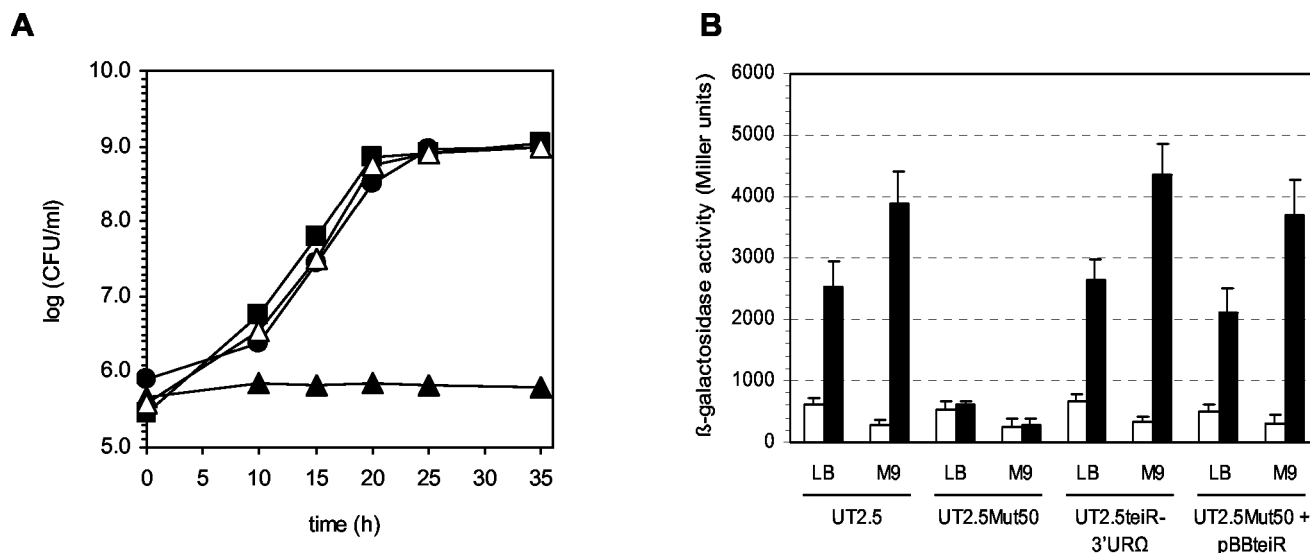 A
10.0
9.0
8.0
7.0
6.0
5.0
log (CFU/ml)
0 5 10 15 20 25 30 35
time (h)
B
6000
5000
4000
3000
2000
1000
0
ß-galactosidase activity (Miller units)
LB M9 LB M9 LB M9 LB M9
UT2.5 UT2.5Mut50 UT2.5teiR- UT2.5Mut50 +
3'URΩ pBBteiR